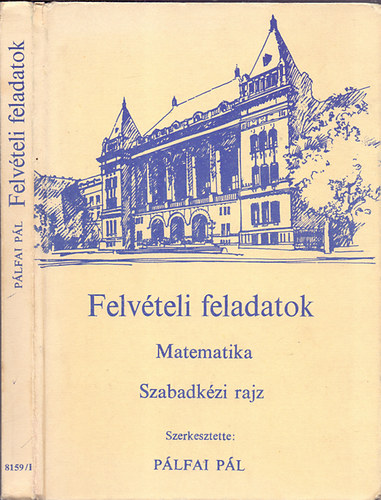 PÁLFAI PÁL Felvételi feladatok
8159/I
Felvételi feladatok
Matematika
Szabadkézi rajz
Szerkesztette:
PÁLFAI PÁL